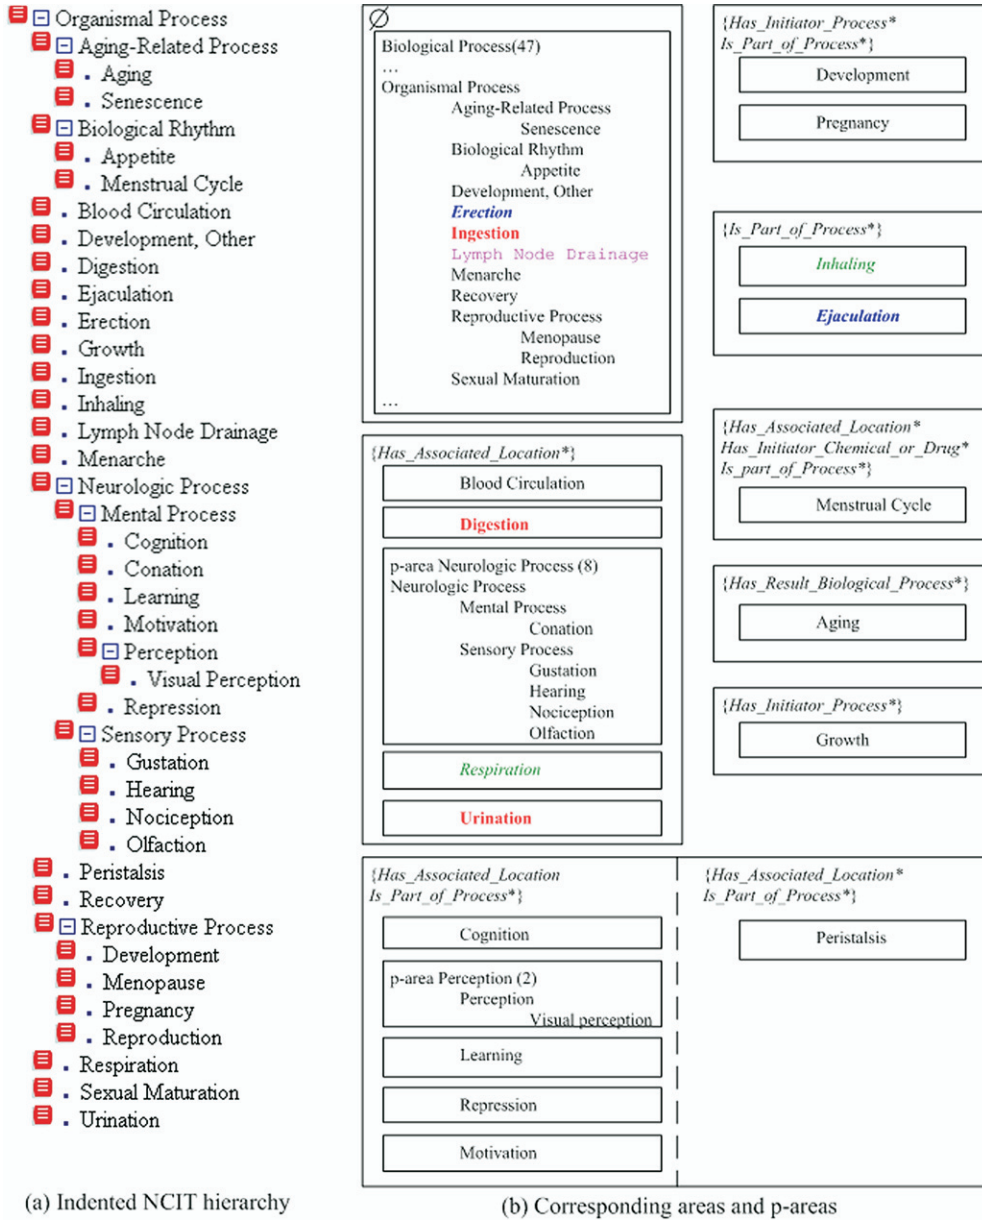 Organismal Process
Aging-Related Process
Aging
Senescence
Biological Rhythm
Appetite
Menstrual Cycle
Blood Circulation
Development, Other
Digestion
Ejaculation
Erection
Growth
Ingestion
Inhaling
Lymph Node Drainage
Menarche
Neurologic Process
Mental Process
Cognition
Conation
Learning
Motivation
Perception
Visual Perception
Repression
Sensory Process
Gustation
Hearing
Nociception
Olfaction
Peristalsis
Recovery
Reproductive Process
Development
Menopause
Pregnancy
Reproduction
Respiration
Sexual Maturation
Urination
(a) Indented NCIT hierarchy
∅
Biological Process(47)
...
Organismal Process
Aging-Related Process
Senescence
Biological Rhythm
Appetite
Development, Other
Erection
Ingestion
Lymph Node Drainage
Menarche
Recovery
Reproductive Process
Menopause
Reproduction
Sexual Maturation
...
{Has_Associated_Location*}
Blood Circulation
Digestion
p-area Neurologic Process (8)
Neurologic Process
Mental Process
Conation
Sensory Process
Gustation
Hearing
Nociception
Olfaction
Respiration
Urination
{Has_Initiator_Process*
Is_Part_of_Process*}
Development
Pregnancy
{Is_Part_of_Process*}
Inhaling
Ejaculation
{Has_Associated_Location*
Has_Initiator_Chemical_or_Drug*
Is_part_of_Process*}
Menstrual Cycle
{Has_Result_Biological_Process*}
Aging
{Has_Initiator_Process*}
Growth
{Has_Associated_Location
Is_Part_of_Process*}
Cognition
p-area Perception (2)
Perception
Visual perception
Learning
Repression
Motivation
{Has_Associated_Location*
Is_Part_of_Process*}
Peristalsis
(b) Corresponding areas and p-areas